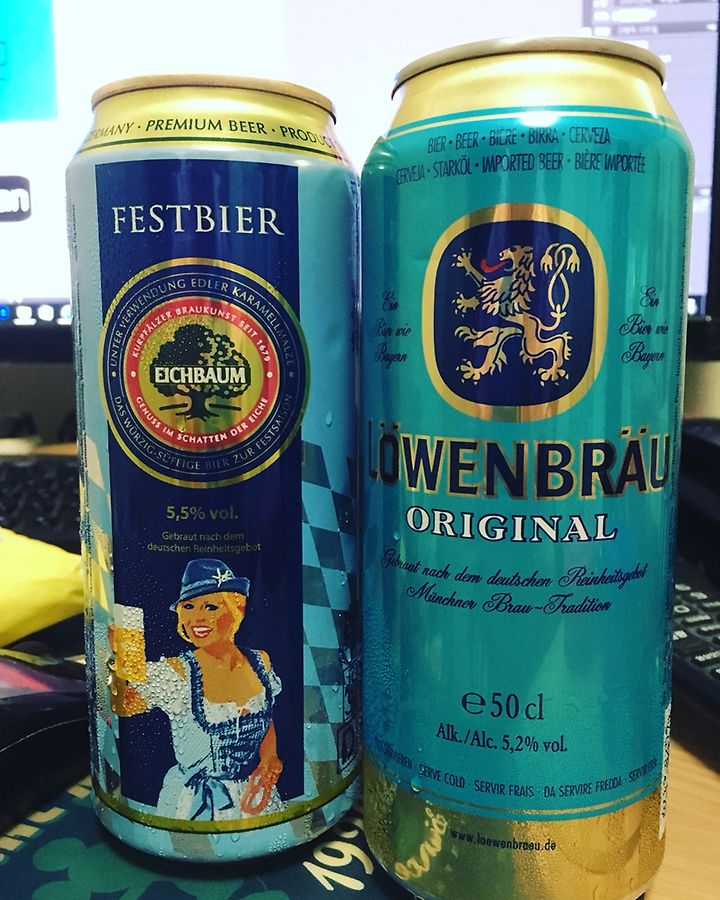 GERMANY · PREMIUM BEER · PRODUC
FESTBIER
UNTER VERWENDUNG EDLER KARAMELLMALZE
KURPFÄLZER BRAUKUNST SEIT 1679
EICHBAUM
GENUSS IM SCHATTEN DER EICHE
DAS WÜRZIG-SÜFFIGE BIER ZUR FESTSAISON
5,5% vol.
Gebraut nach dem
deutschen Reinheitsgebot
BIER · BEER · BIÈRE · BIRRA · CERVEZA
CERVEJA · STARKÖL · IMPORTED BEER · BIÈRE IMPORTÉE
Ein
Bier wie
Bayern
Ein
Bier wie
Bayern
LÖWENBRÄU
ORIGINAL
Gebraut nach dem deutschen Reinheitsgebot
Münchner Brau-Tradition
e 50 cl
Alk./Alc. 5,2% vol.
SERVIEREN · SERVE COLD · SERVIR FRAIS · DA SERVIRE FREDDA · SERVIR FRÍA
www.loewenbraeu.de
19